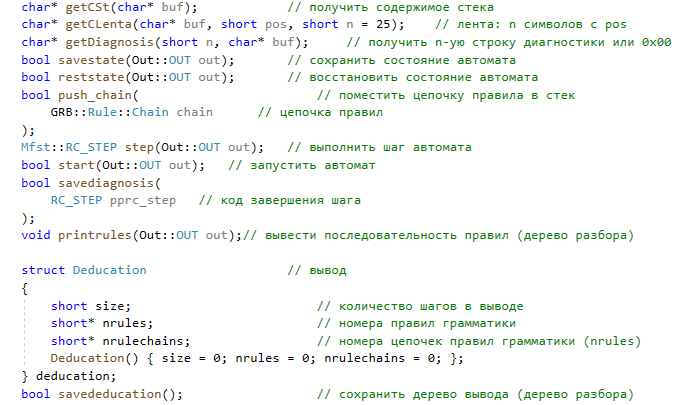 char* getCSt(char* buf);             // получить содержимое стека
char* getCLenta(char* buf, short pos, short n = 25);    // лента: n символов с pos
char* getDiagnosis(short n, char* buf);     // получить n-ую строку диагностики или 0x00
bool savestate(Out::OUT out);       // сохранить состояние автомата
bool reststate(Out::OUT out);       // восстановить состояние автомата
bool push_chain(                        // поместить цепочку правила в стек
    GRB::Rule::Chain chain      // цепочка правил
);
Mfst::RC_STEP step(Out::OUT out);   // выполнить шаг автомата
bool start(Out::OUT out);   // запустить автомат
bool savediagnosis(
    RC_STEP pprc_step   // код завершения шага
);
void printrules(Out::OUT out);// вывести последовательность правил (дерево разбора)
struct Deducation                   // вывод
{
    short size;                         // количество шагов в выводе
    short* nrules;                      // номера правил грамматики
    short* nrulechains;                 // номера цепочек правил грамматики (nrules)
    Deducation() { size = 0; nrules = 0; nrulechains = 0; };
} deducation;
bool savededucation();                  // сохранить дерево вывода (дерево разбора)